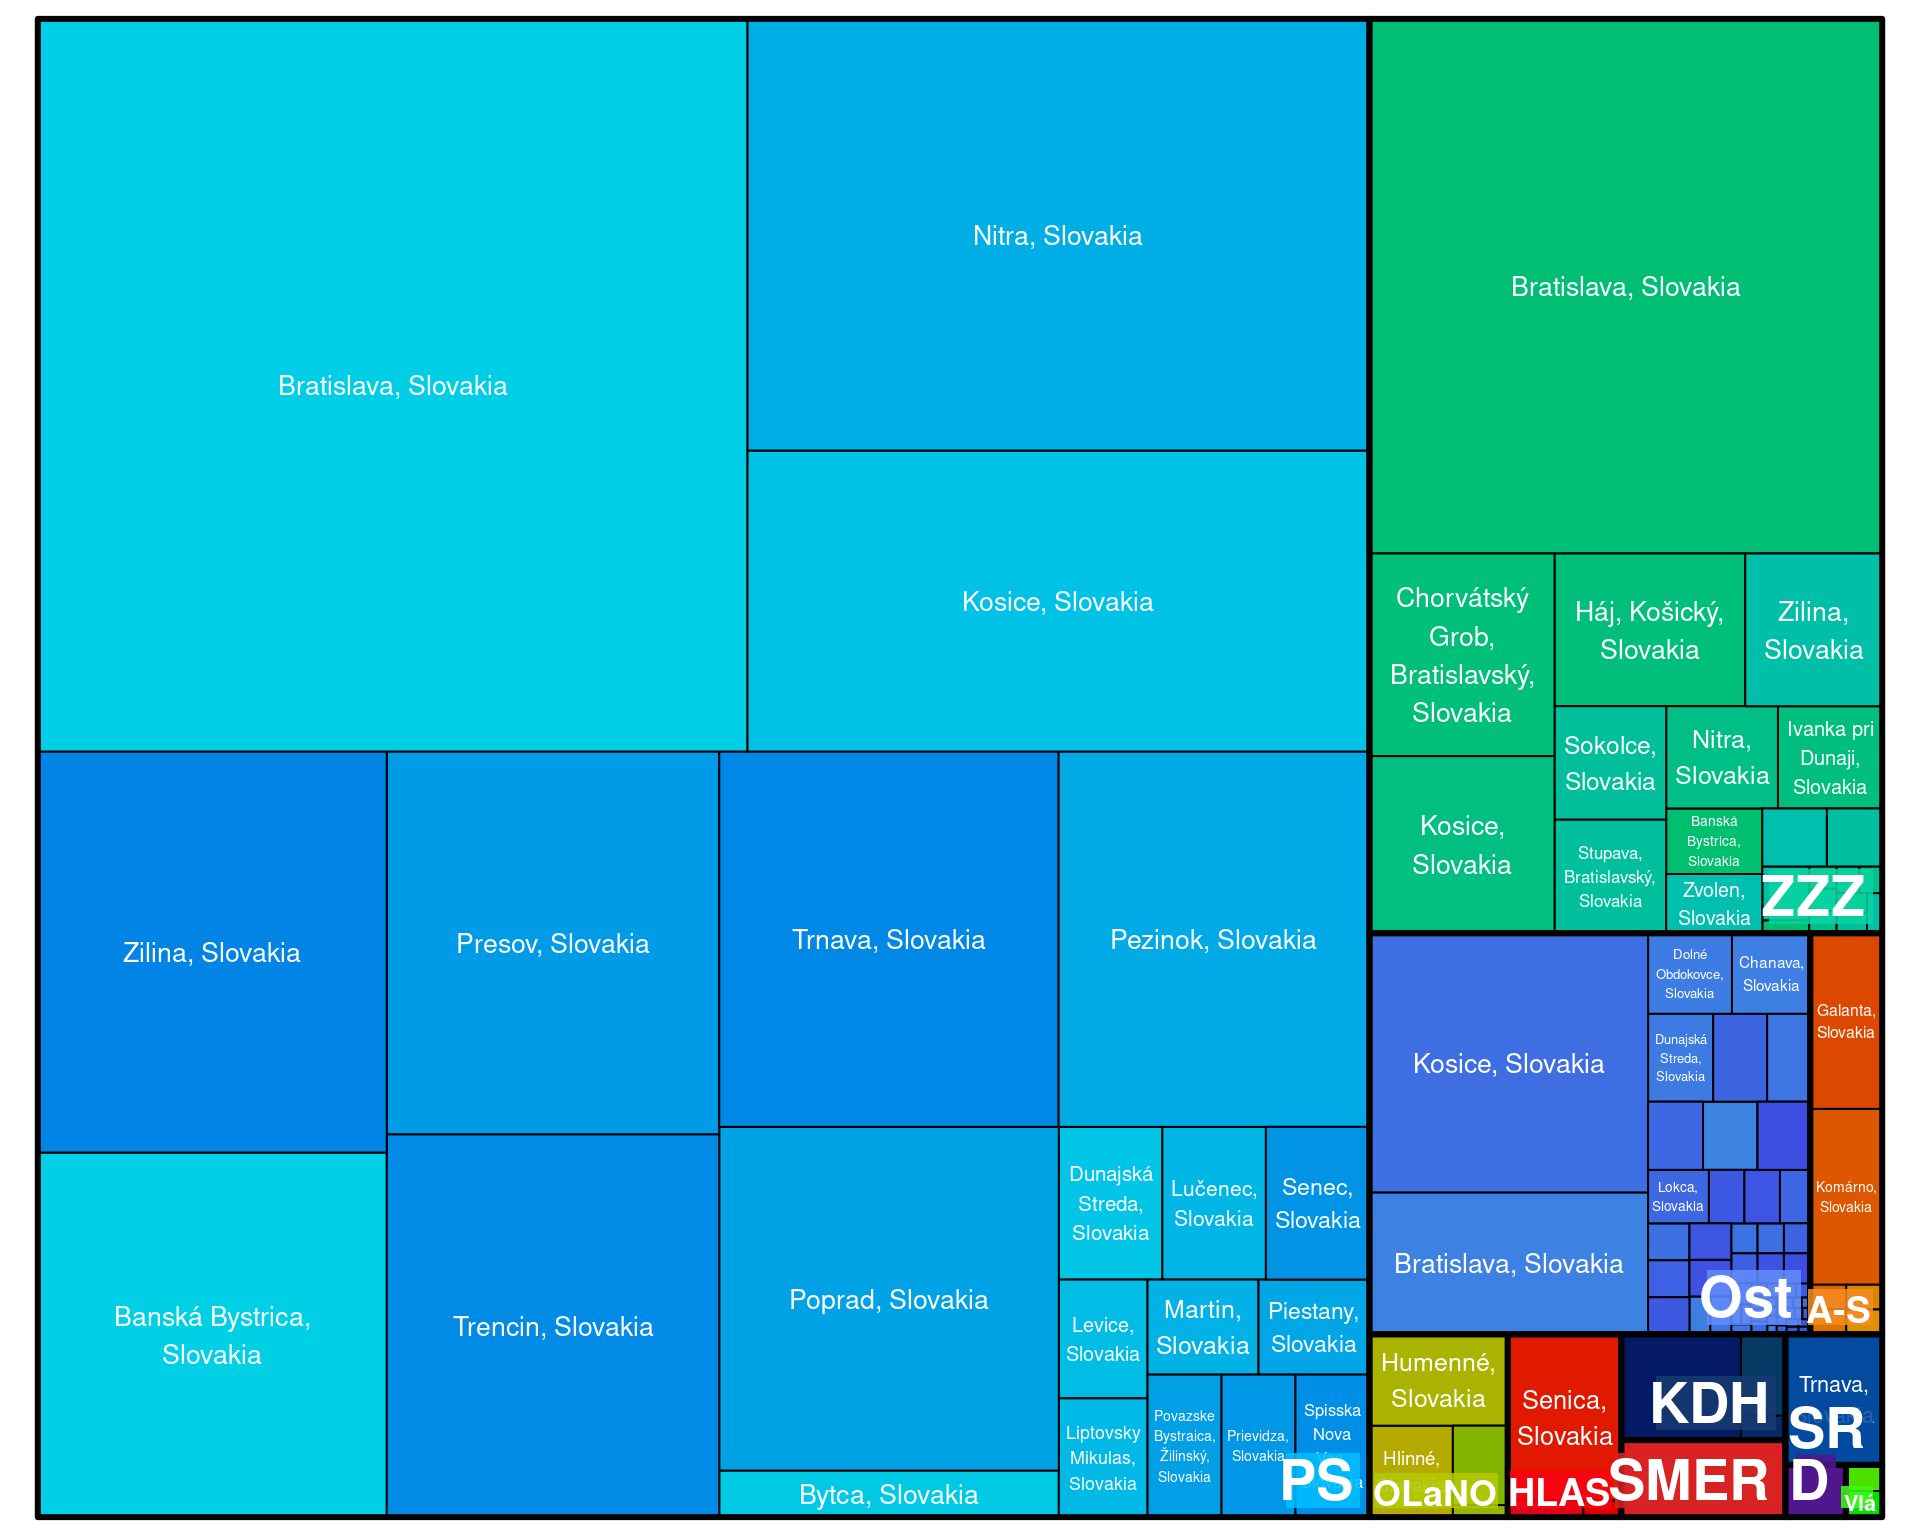 Bratislava, Slovakia
Nitra, Slovakia
Kosice, Slovakia
Zilina, Slovakia
Presov, Slovakia
Trnava, Slovakia
Pezinok, Slovakia
Banská Bystrica,
Slovakia
Trencin, Slovakia
Poprad, Slovakia
Bytca, Slovakia
Dunajská
Streda,
Slovakia
Lučenec,
Slovakia
Senec,
Slovakia
Levice,
Slovakia
Martin,
Slovakia
Piestany,
Slovakia
Liptovsky
Mikulas,
Slovakia
Povazske
Bystraica,
Žilinský,
Slovakia
Prievidza,
Slovakia
Spisska
Nova
PS
Bratislava, Slovakia
Chorvátský
Grob,
Bratislavský,
Slovakia
Háj, Košický,
Slovakia
Zilina,
Slovakia
Kosice,
Slovakia
Sokolce,
Slovakia
Nitra,
Slovakia
Ivanka pri
Dunaji,
Slovakia
Stupava,
Bratislavský,
Slovakia
Banská
Bystrica,
Slovakia
Zvolen,
Slovakia
ZZZ
Kosice, Slovakia
Bratislava, Slovakia
Dolné
Obdokovce,
Slovakia
Chanava,
Slovakia
Dunajská
Streda,
Slovakia
Lokca,
Slovakia
Ost
Galanta,
Slovakia
Komárno,
Slovakia
A-S
Humenné,
Slovakia
Hlinné,
OLaNO
Senica,
Slovakia
HLAS
KDH
SMER
Trnava,
SR
D
Vlá